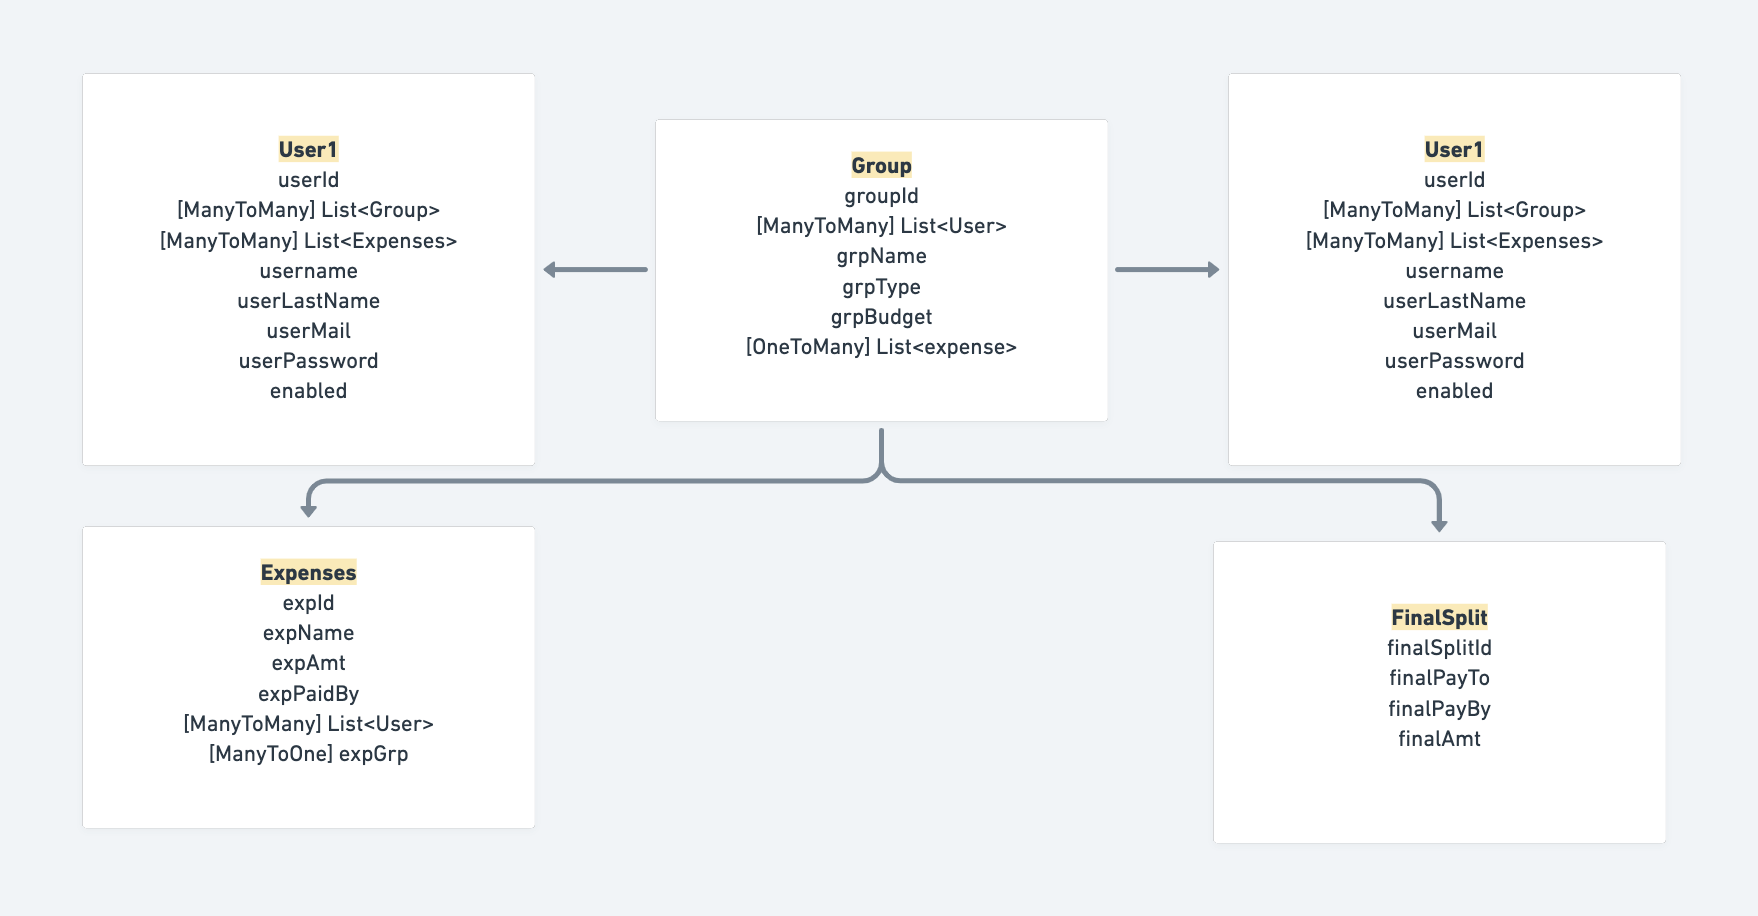 User1
userId
[ManyToMany] List<Group>
[ManyToMany] List<Expenses>
username
userLastName
userMail
userPassword
enabled
Group
groupId
[ManyToMany] List<User>
grpName
grpType
grpBudget
[OneToMany] List<expense>
User1
userId
[ManyToMany] List<Group>
[ManyToMany] List<Expenses>
username
userLastName
userMail
userPassword
enabled
Expenses
expId
expName
expAmt
expPaidBy
[ManyToMany] List<User>
[ManyToOne] expGrp
FinalSplit
finalSplitId
finalPayTo
finalPayBy
finalAmt